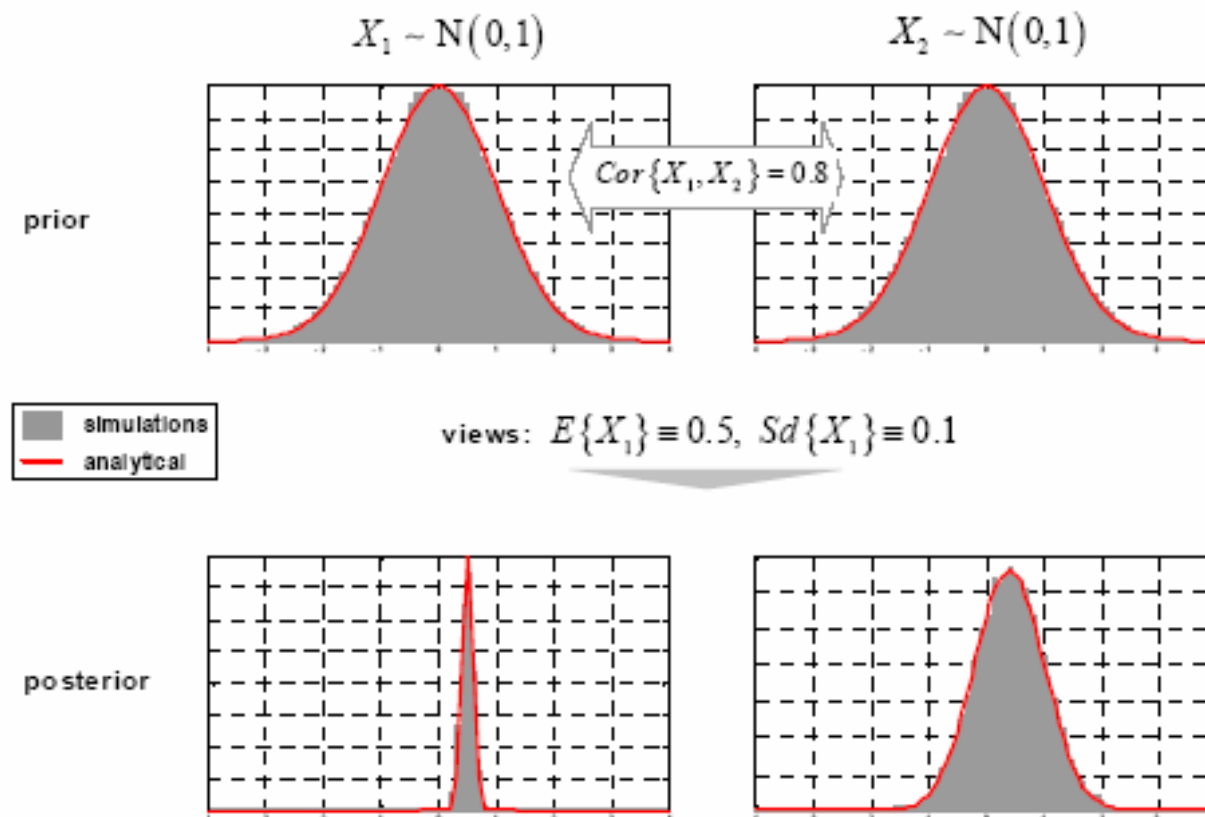 X₁ ~ N(0,1)
X₂ ~ N(0,1)
Cor{X₁, X₂} = 0.8
prior
simulations
analytical
views: E{X₁} ≡ 0.5, Sd{X₁} ≡ 0.1
posterior